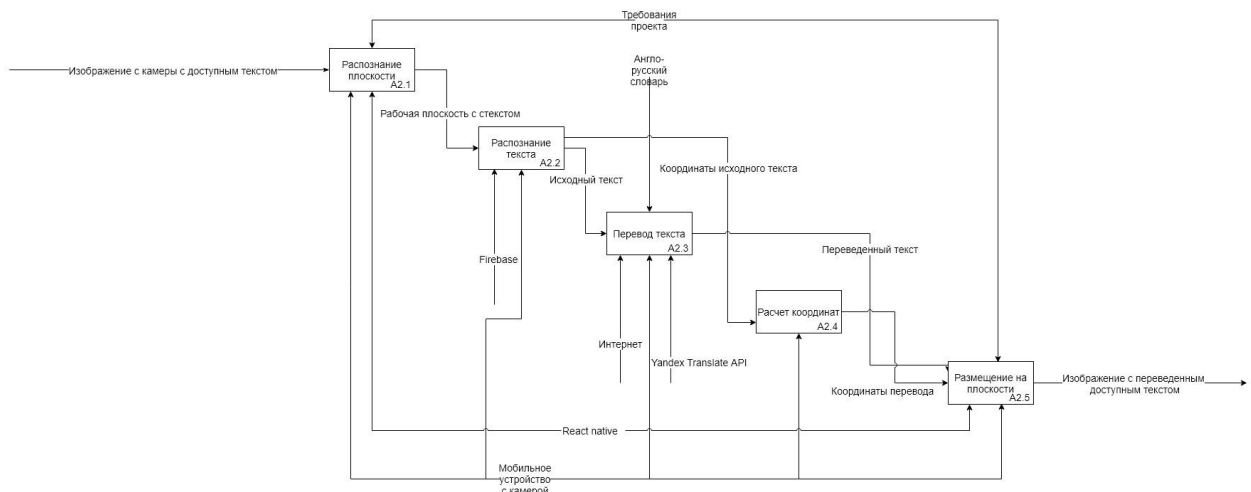 Требования
проекта
Изображение с камеры с доступным текстом
Распознание
плоскости
A2.1
Англо-
русский
словарь
Рабочая плоскость с стекстом
Распознание
текста
A2.2
Координаты исходного текста
Исходный текст
Перевод текста
A2.3
Переведенный текст
Firebase
Расчет координат
A2.4
Интернет
Yandex Translate API
Размещение на
плоскости
A2.5
Изображение с переведенным
доступным текстом
Координаты перевода
React native
Мобильное
устройство
с камерой